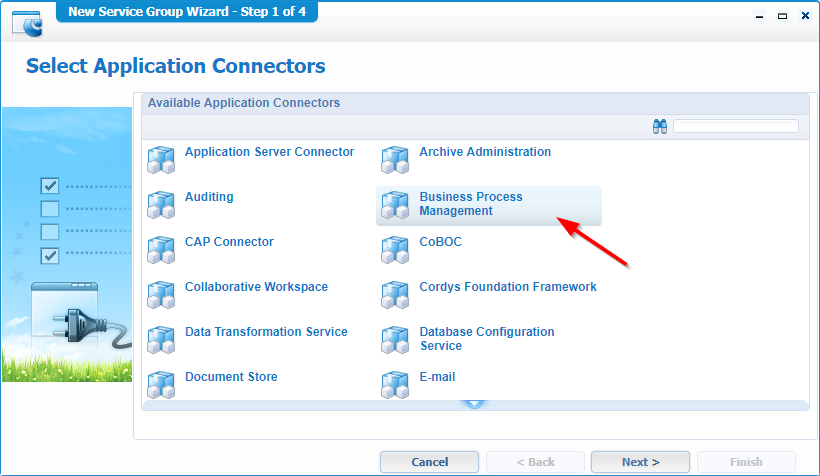 New Service Group Wizard - Step 1 of 4
Select Application Connectors
Available Application Connectors
Application Server Connector
Archive Administration
Auditing
Business Process
Management
CAP Connector
CoBOC
Collaborative Workspace
Cordys Foundation Framework
Data Transformation Service
Database Configuration
Service
Document Store
E-mail
Cancel
< Back
Next >
Finish